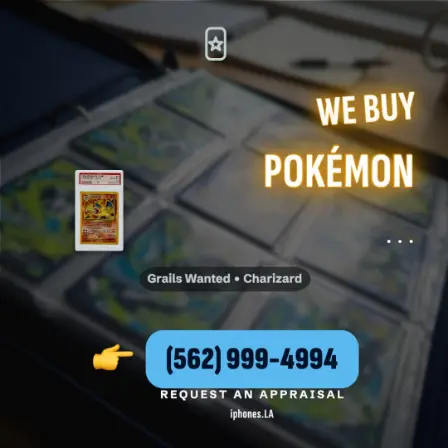 WE BUY
POKÉMON
...
Grails Wanted • Charizard
(562) 999-4994
REQUEST AN APPRAISAL
iphones.LA